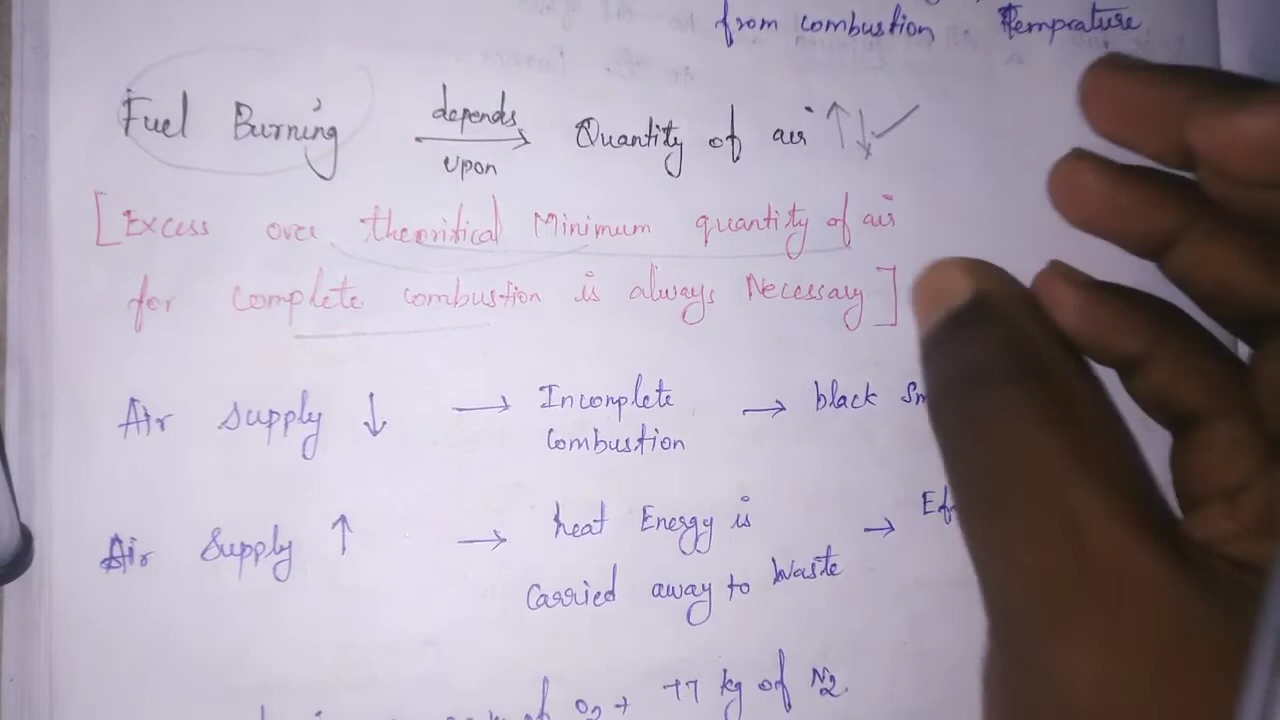 from combustion Temprature
Fuel Burning depends upon → Quantity of air ↑↓✓
[Excess over theoritical Minimum quantity of air
for complete combustion is always Necessary]
Air Supply ↓ → Incomplete combustion → black
Air Supply ↑ → heat Energy is carried away to Waste →
of O2 + 77 kg of N2.